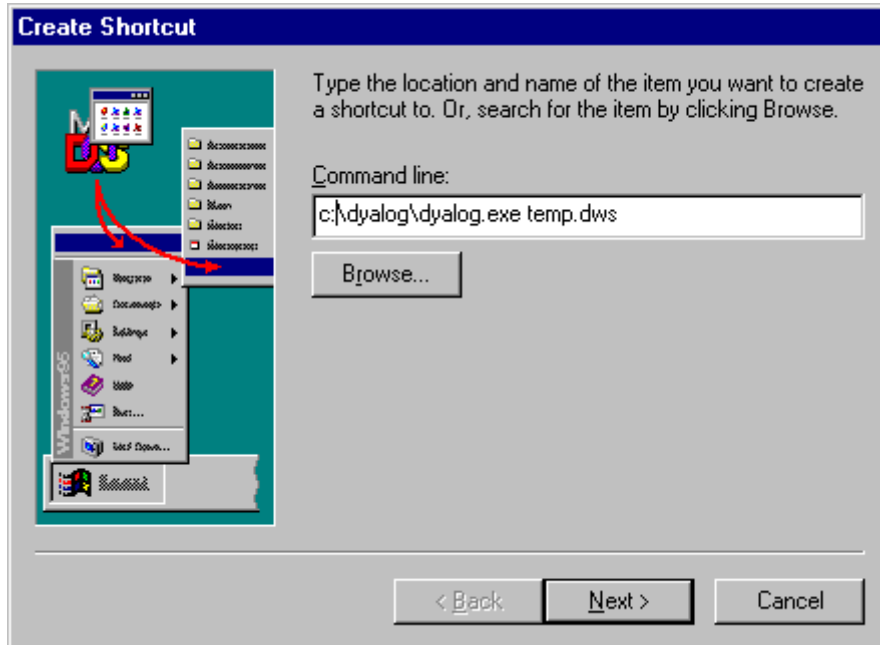 Create Shortcut
Type the location and name of the item you want to create
a shortcut to. Or, search for the item by clicking Browse.
Command line:
c:\dyalog\dyalog.exe temp.dws
Browse...
Windows95
< Back
Next >
Cancel